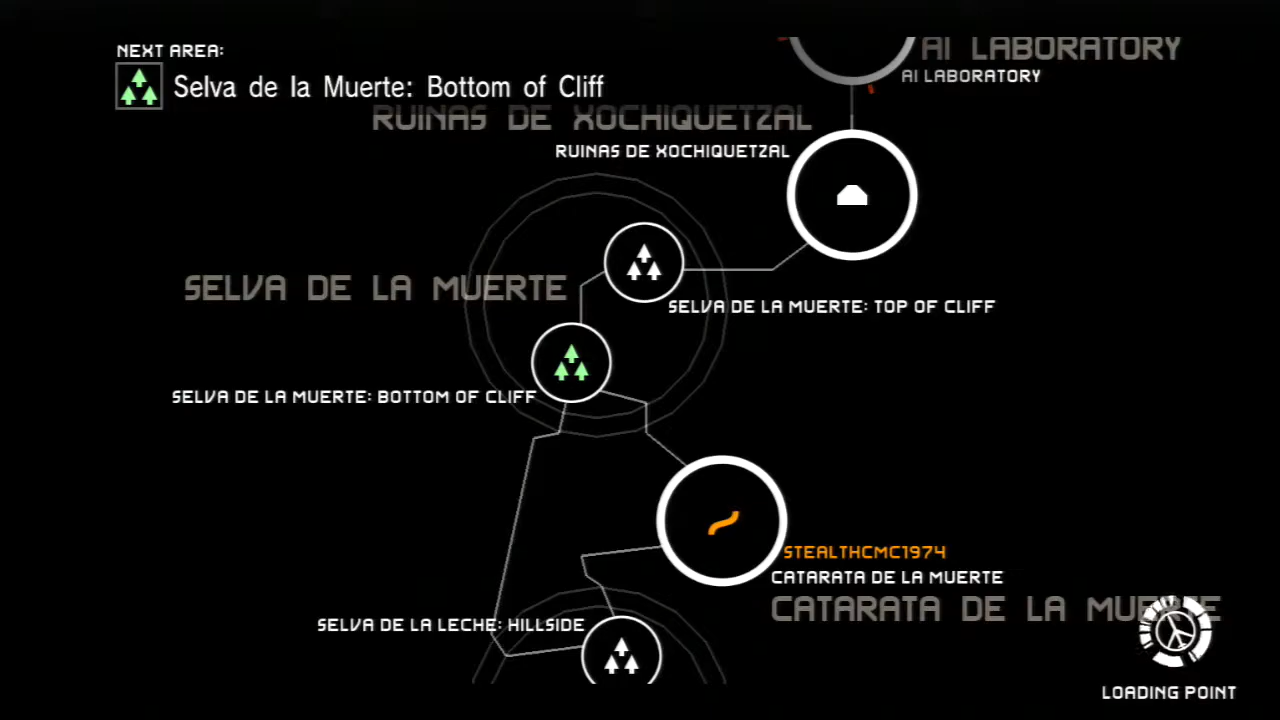 NEXT AREA:
Selva de la Muerte: Bottom of Cliff
AI LABORATORY
AI LABORATORY
RUINAS DE XOCHIQUETZAL
RUINAS DE XOCHIQUETZAL
SELVA DE LA MUERTE
SELVA DE LA MUERTE: TOP OF CLIFF
SELVA DE LA MUERTE: BOTTOM OF CLIFF
STEALTHCMC1974
CATARATA DE LA MUERTE
CATARATA DE LA MUERTE
SELVA DE LA LECHE: HILLSIDE
LOADING POINT